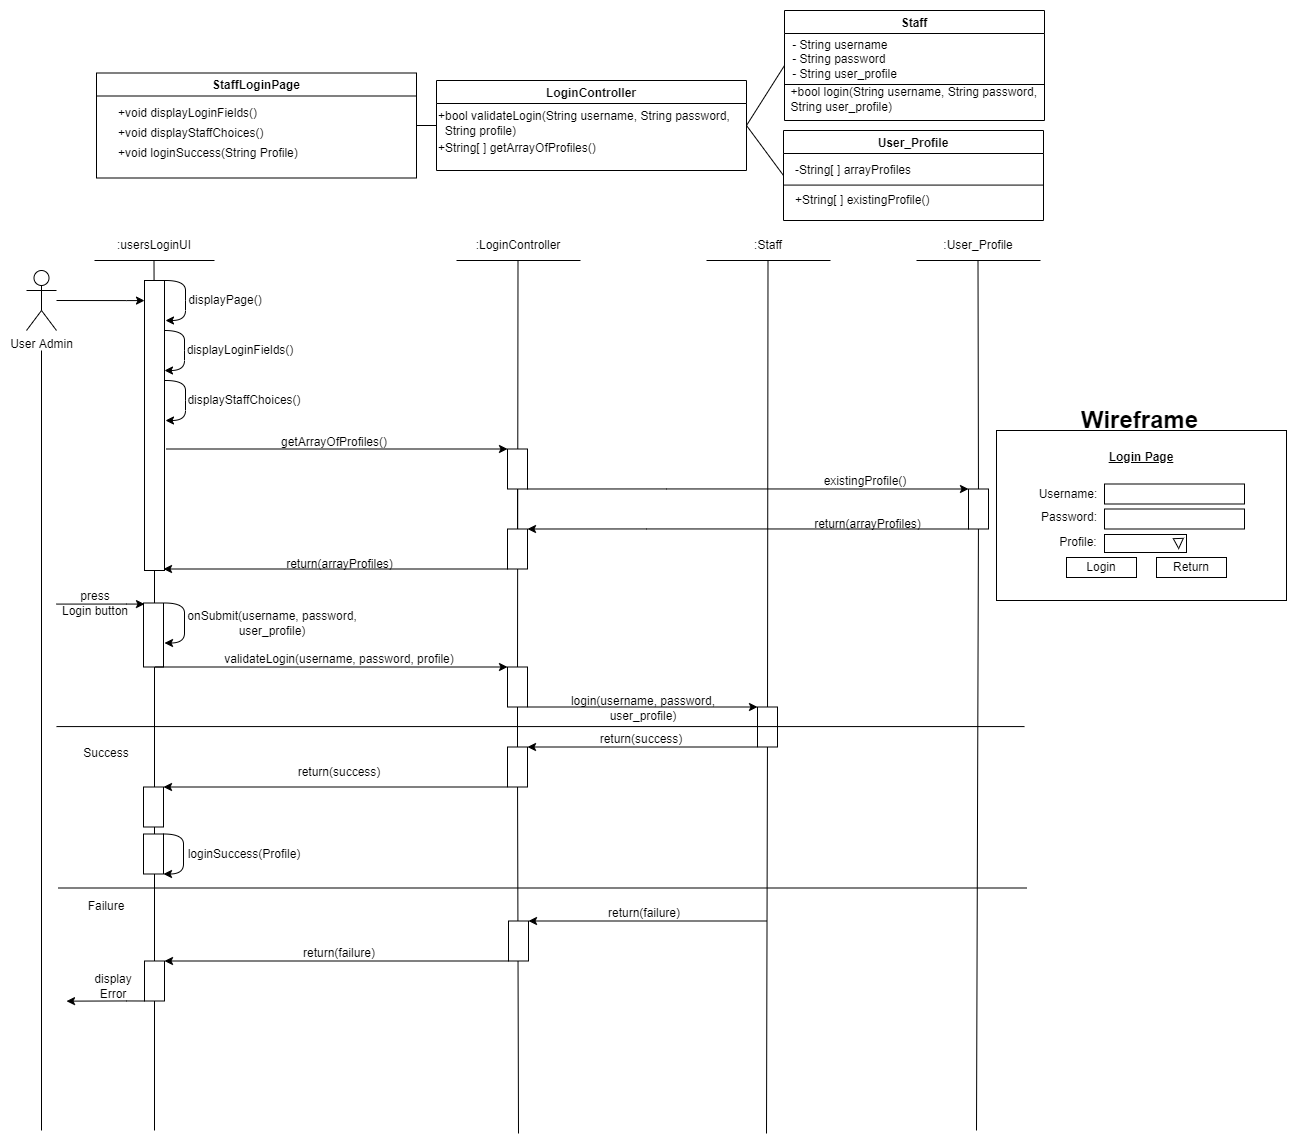 Staff
- String username
- String password
- String user_profile
+bool login(String username, String password,
String user_profile)
StaffLoginPage
+void displayLoginFields()
+void displayStaffChoices()
+void loginSuccess(String Profile)
LoginController
+bool validateLogin(String username, String password,
String profile)
+String[ ] getArrayOfProfiles()
User_Profile
-String[ ] arrayProfiles
+String[ ] existingProfile()
:usersLoginUI
:LoginController
:Staff
:User_Profile
User Admin
displayPage()
displayLoginFields()
displayStaffChoices()
getArrayOfProfiles()
existingProfile()
return(arrayProfiles)
return(arrayProfiles)
press
Login button
onSubmit(username, password,
user_profile)
validateLogin(username, password, profile)
login(username, password,
user_profile)
Success
return(success)
return(success)
loginSuccess(Profile)
Failure
return(failure)
return(failure)
display
Error
Wireframe
Login Page
Username:
Password:
Profile:
Login
Return